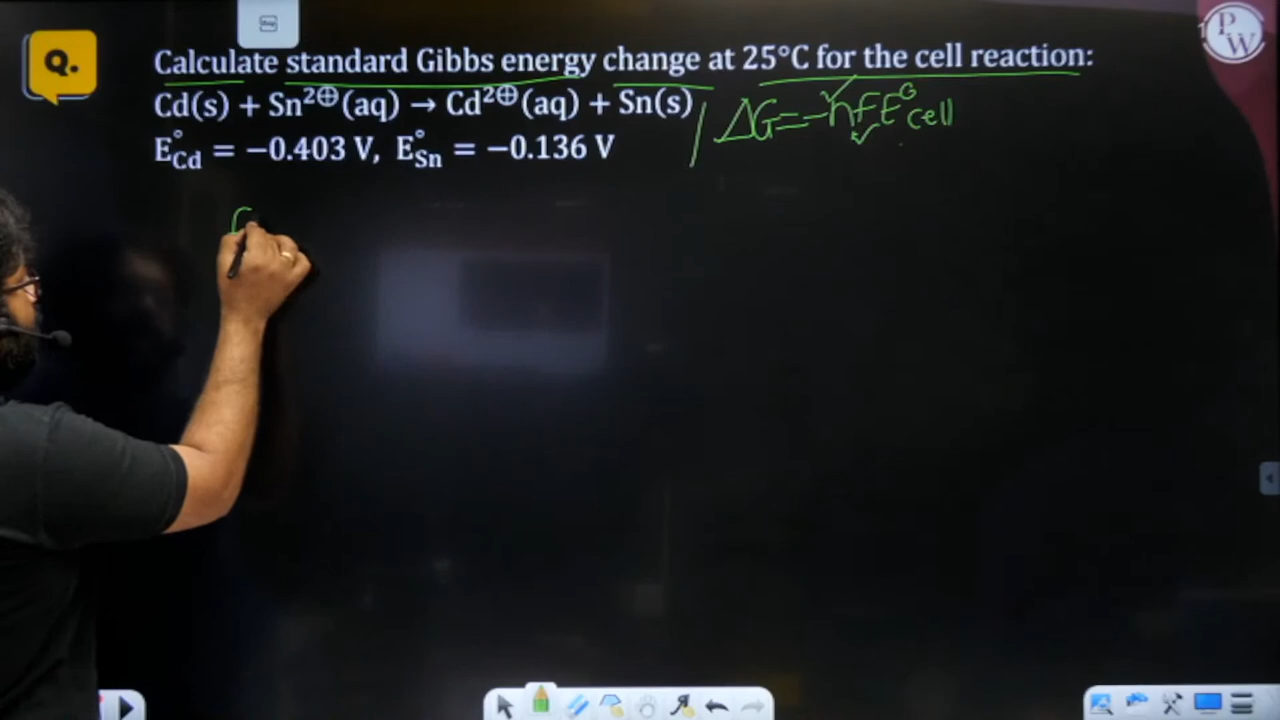 Q.
Calculate standard Gibbs energy change at 25°C for the cell reaction:
Cd(s) + Sn²⊕(aq) → Cd²⊕(aq) + Sn(s)
ΔG = -nFE°cell
E°Cd = −0.403 V, E°Sn = −0.136 V
PW